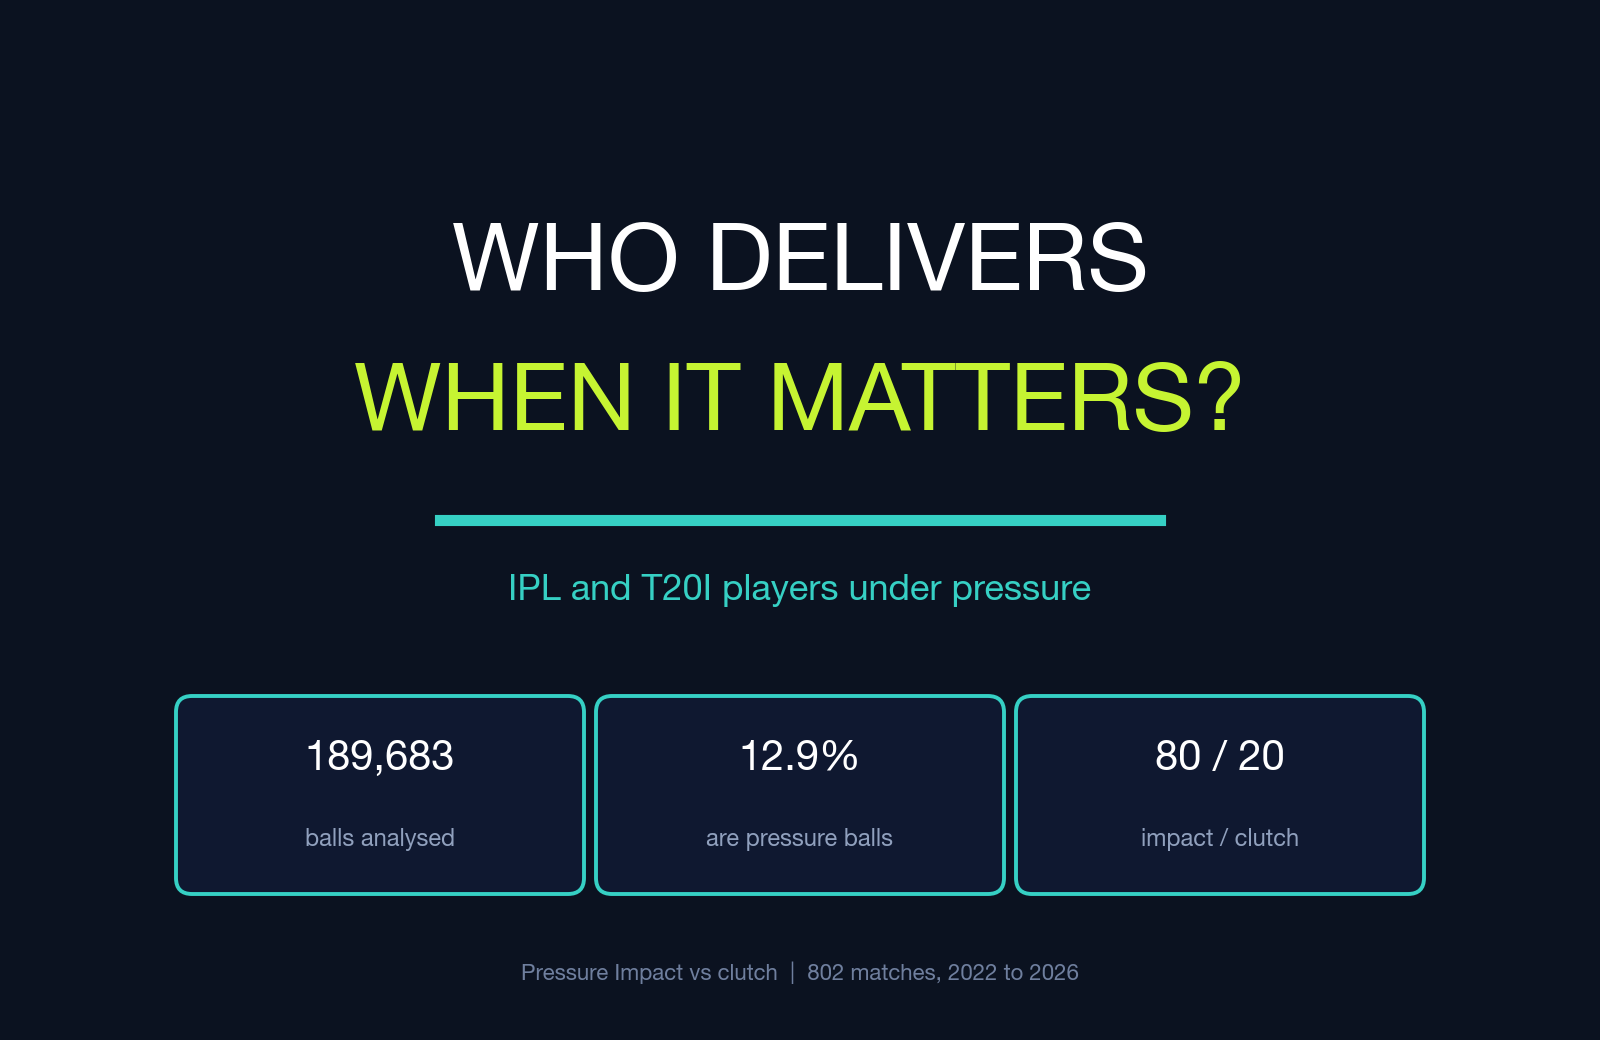 WHO DELIVERS
WHEN IT MATTERS?
IPL and T20I players under pressure
189,683
balls analysed
12.9%
are pressure balls
80 / 20
impact / clutch
Pressure Impact vs clutch | 802 matches, 2022 to 2026